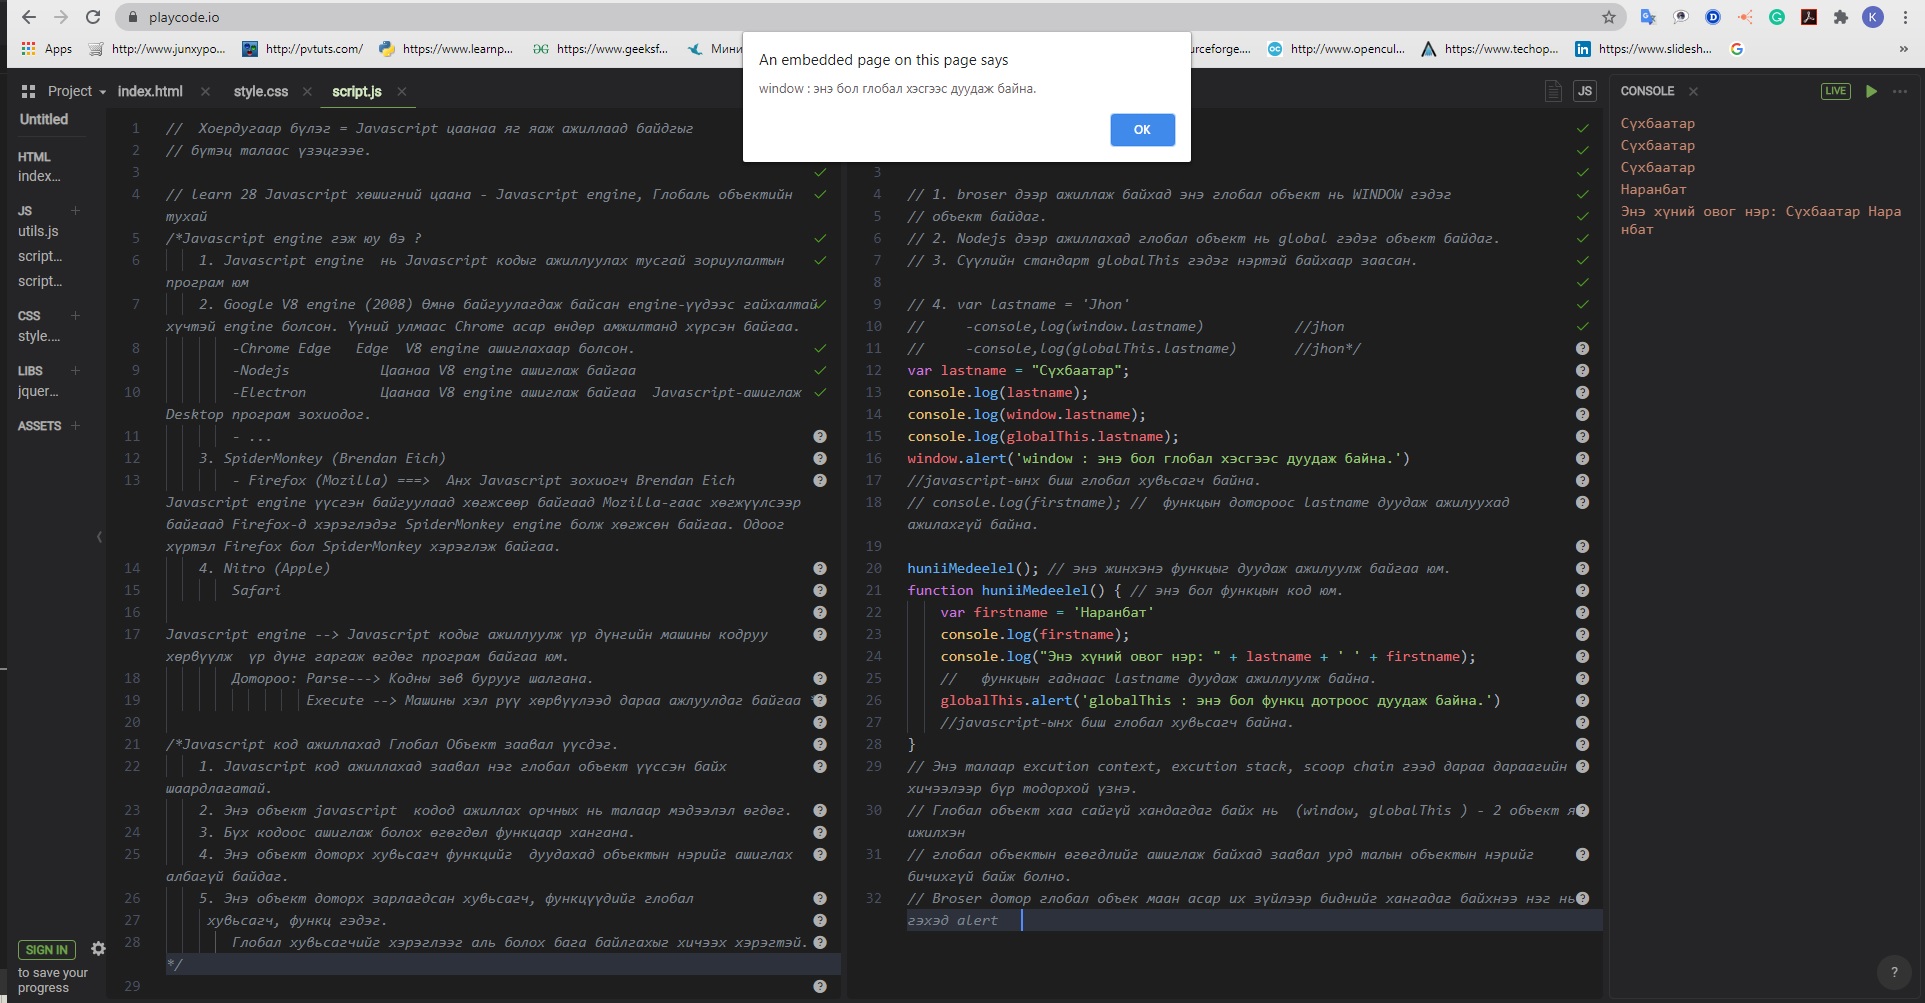 playcode.io
K
Apps
http://www.junxypo...
http://pvtuts.com/
https://www.learnp...
https://www.geeksf...
Мини
urceforge....
http://www.opencul...
https://www.techop...
https://www.slidesh...
»
An embedded page on this page says
window : энэ бол глобал хэсгээс дуудаж байна.
OK
Project
index.html
style.css
script.js
JS
CONSOLE
LIVE
Untitled
HTML
index...
JS
utils.js
script...
script...
CSS
style....
LIBS
jquer...
ASSETS
SIGN IN
to save your
progress
1 // Хоердугаар бүлэг = Javascript цаанаа яг яаж ажиллаад байдгыг
2 // бүтэц талаас үзэцгээе.
3
4 // learn 28 Javascript хөшигний цаана - Javascript engine, Глобаль объектийн
тухай
5 /*Javascript engine гэж юу вэ ?
6 1. Javascript engine нь Javascript кодыг ажиллуулах тусгай зориулалтын
програм юм
7 2. Google V8 engine (2008) Өмнө байгуулагдаж байсан engine-үүдээс гайхалтай
хүчтэй engine болсон. Үүний улмаас Chrome асар өндөр амжилтанд хүрсэн байгаа.
8 -Chrome Edge Edge V8 engine ашиглахаар болсон.
9 -Nodejs Цаанаа V8 engine ашиглаж байгаа
10 -Electron Цаанаа V8 engine ашиглаж байгаа Javascript-ашиглаж
Desktop програм зохиодог.
11 - ...
12 3. SpiderMonkey (Brendan Eich)
13 - Firefox (Mozilla) ===> Анх Javascript зохиогч Brendan Eich
Javascript engine үүсгэн байгуулаад хөгжсөөр байгаад Mozilla-гаас хөгжүүлсээр
байгаад Firefox-д хэрэглэдэг SpiderMonkey engine болж хөгжсөн байгаа. Одоог
хүртэл Firefox бол SpiderMonkey хэрэглэж байгаа.
14 4. Nitro (Apple)
15 Safari
16
17 Javascript engine --> Javascript кодыг ажиллуулж үр дүнгийн машины кодруу
хөрвүүлж үр дүнг гаргаж өгдөг програм байгаа юм.
18 Дотороо: Parse---> Кодны зөв бурууг шалгана.
19 Execute --> Машины хэл рүү хөрвүүлээд дараа ажлуулдаг байгаа *
20
21 /*Javascript код ажиллахад Глобал Объект заавал үүсдэг.
22 1. Javascript код ажиллахад заавал нэг глобал объект үүссэн байх
шаардлагатай.
23 2. Энэ объект javascript кодод ажиллах орчных нь талаар мэдээлэл өгдөг.
24 3. Бүх кодоос ашиглаж болох өгөгдөл функцаар хангана.
25 4. Энэ объект доторх хувьсагч функцийг дуудахад объектын нэрийг ашиглах
албагүй байдаг.
26 5. Энэ объект доторх зарлагдсан хувьсагч, функцүүдийг глобал
27 хувьсагч, функц гэдэг.
28 Глобал хувьсагчийг хэрэглээг аль болох бага байлгахыг хичээх хэрэгтэй.
*/
29
3
4 // 1. broser дээр ажиллаж байхад энэ глобал объект нь WINDOW гэдэг
5 // объект байдаг.
6 // 2. Nodejs дээр ажиллахад глобал объект нь global гэдэг объект байдаг.
7 // 3. Сүүлийн стандарт globalThis гэдэг нэртэй байхаар заасан.
8
9 // 4. var lastname = 'Jhon'
10 // -console,log(window.lastname) //jhon
11 // -console,log(globalThis.lastname) //jhon*/
12 var lastname = "Сүхбаатар";
13 console.log(lastname);
14 console.log(window.lastname);
15 console.log(globalThis.lastname);
16 window.alert('window : энэ бол глобал хэсгээс дуудаж байна.')
17 //javascript-ынх биш глобал хувьсагч байна.
18 // console.log(firstname); // функцын дотороос lastname дуудаж ажилуухад
ажилахгүй байна.
19
20 huniiMedeelel(); // энэ жинхэнэ функцыг дуудаж ажилуулж байгаа юм.
21 function huniiMedeelel() { // энэ бол функцын код юм.
22 var firstname = 'Наранбат'
23 console.log(firstname);
24 console.log("Энэ хүний овог нэр: " + lastname + ' ' + firstname);
25 // функцын гаднаас lastname дуудаж ажиллуулж байна.
26 globalThis.alert('globalThis : энэ бол функц дотроос дуудаж байна.')
27 //javascript-ынх биш глобал хувьсагч байна.
28 }
29 // Энэ талаар excution context, excution stack, scoop chain гээд дараа дараагийн
хичээлээр бүр тодорхой үзнэ.
30 // Глобал объект хаа сайгүй хандагдаг байх нь (window, globalThis ) - 2 объект я
ижилхэн
31 // глобал объектын өгөгдлийг ашиглаж байхад заавал урд талын объектын нэрийг
бичихгүй байж болно.
32 // Broser дотор глобал объек маан асар их зүйлээр биднийг хангадаг байхнээ нэг нь
гэхэд alert
Сүхбаатар
Сүхбаатар
Сүхбаатар
Наранбат
Энэ хүний овог нэр: Сүхбаатар Нара
нбат
?